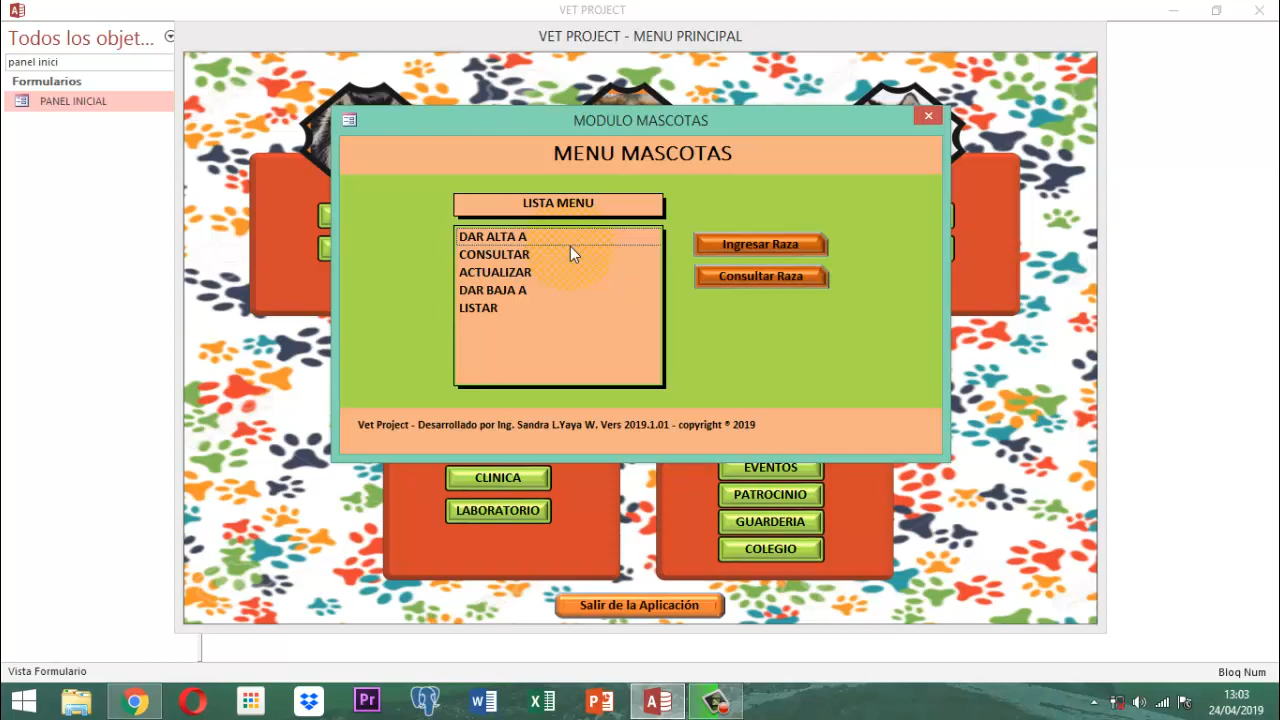 VET PROJECT
Todos los objet...
panel inici
Formularios
PANEL INICIAL
VET PROJECT - MENU PRINCIPAL
MODULO MASCOTAS
MENU MASCOTAS
LISTA MENU
DAR ALTA A
CONSULTAR
ACTUALIZAR
DAR BAJA A
LISTAR
Ingresar Raza
Consultar Raza
Vet Project - Desarrollado por Ing. Sandra L.Yaya W. Vers 2019.1.01 - copyright ® 2019
CLINICA
LABORATORIO
EVENTOS
PATROCINIO
GUARDERIA
COLEGIO
Salir de la Aplicación
Vista Formulario
Bloq Num
Pr
13:03
24/04/2019